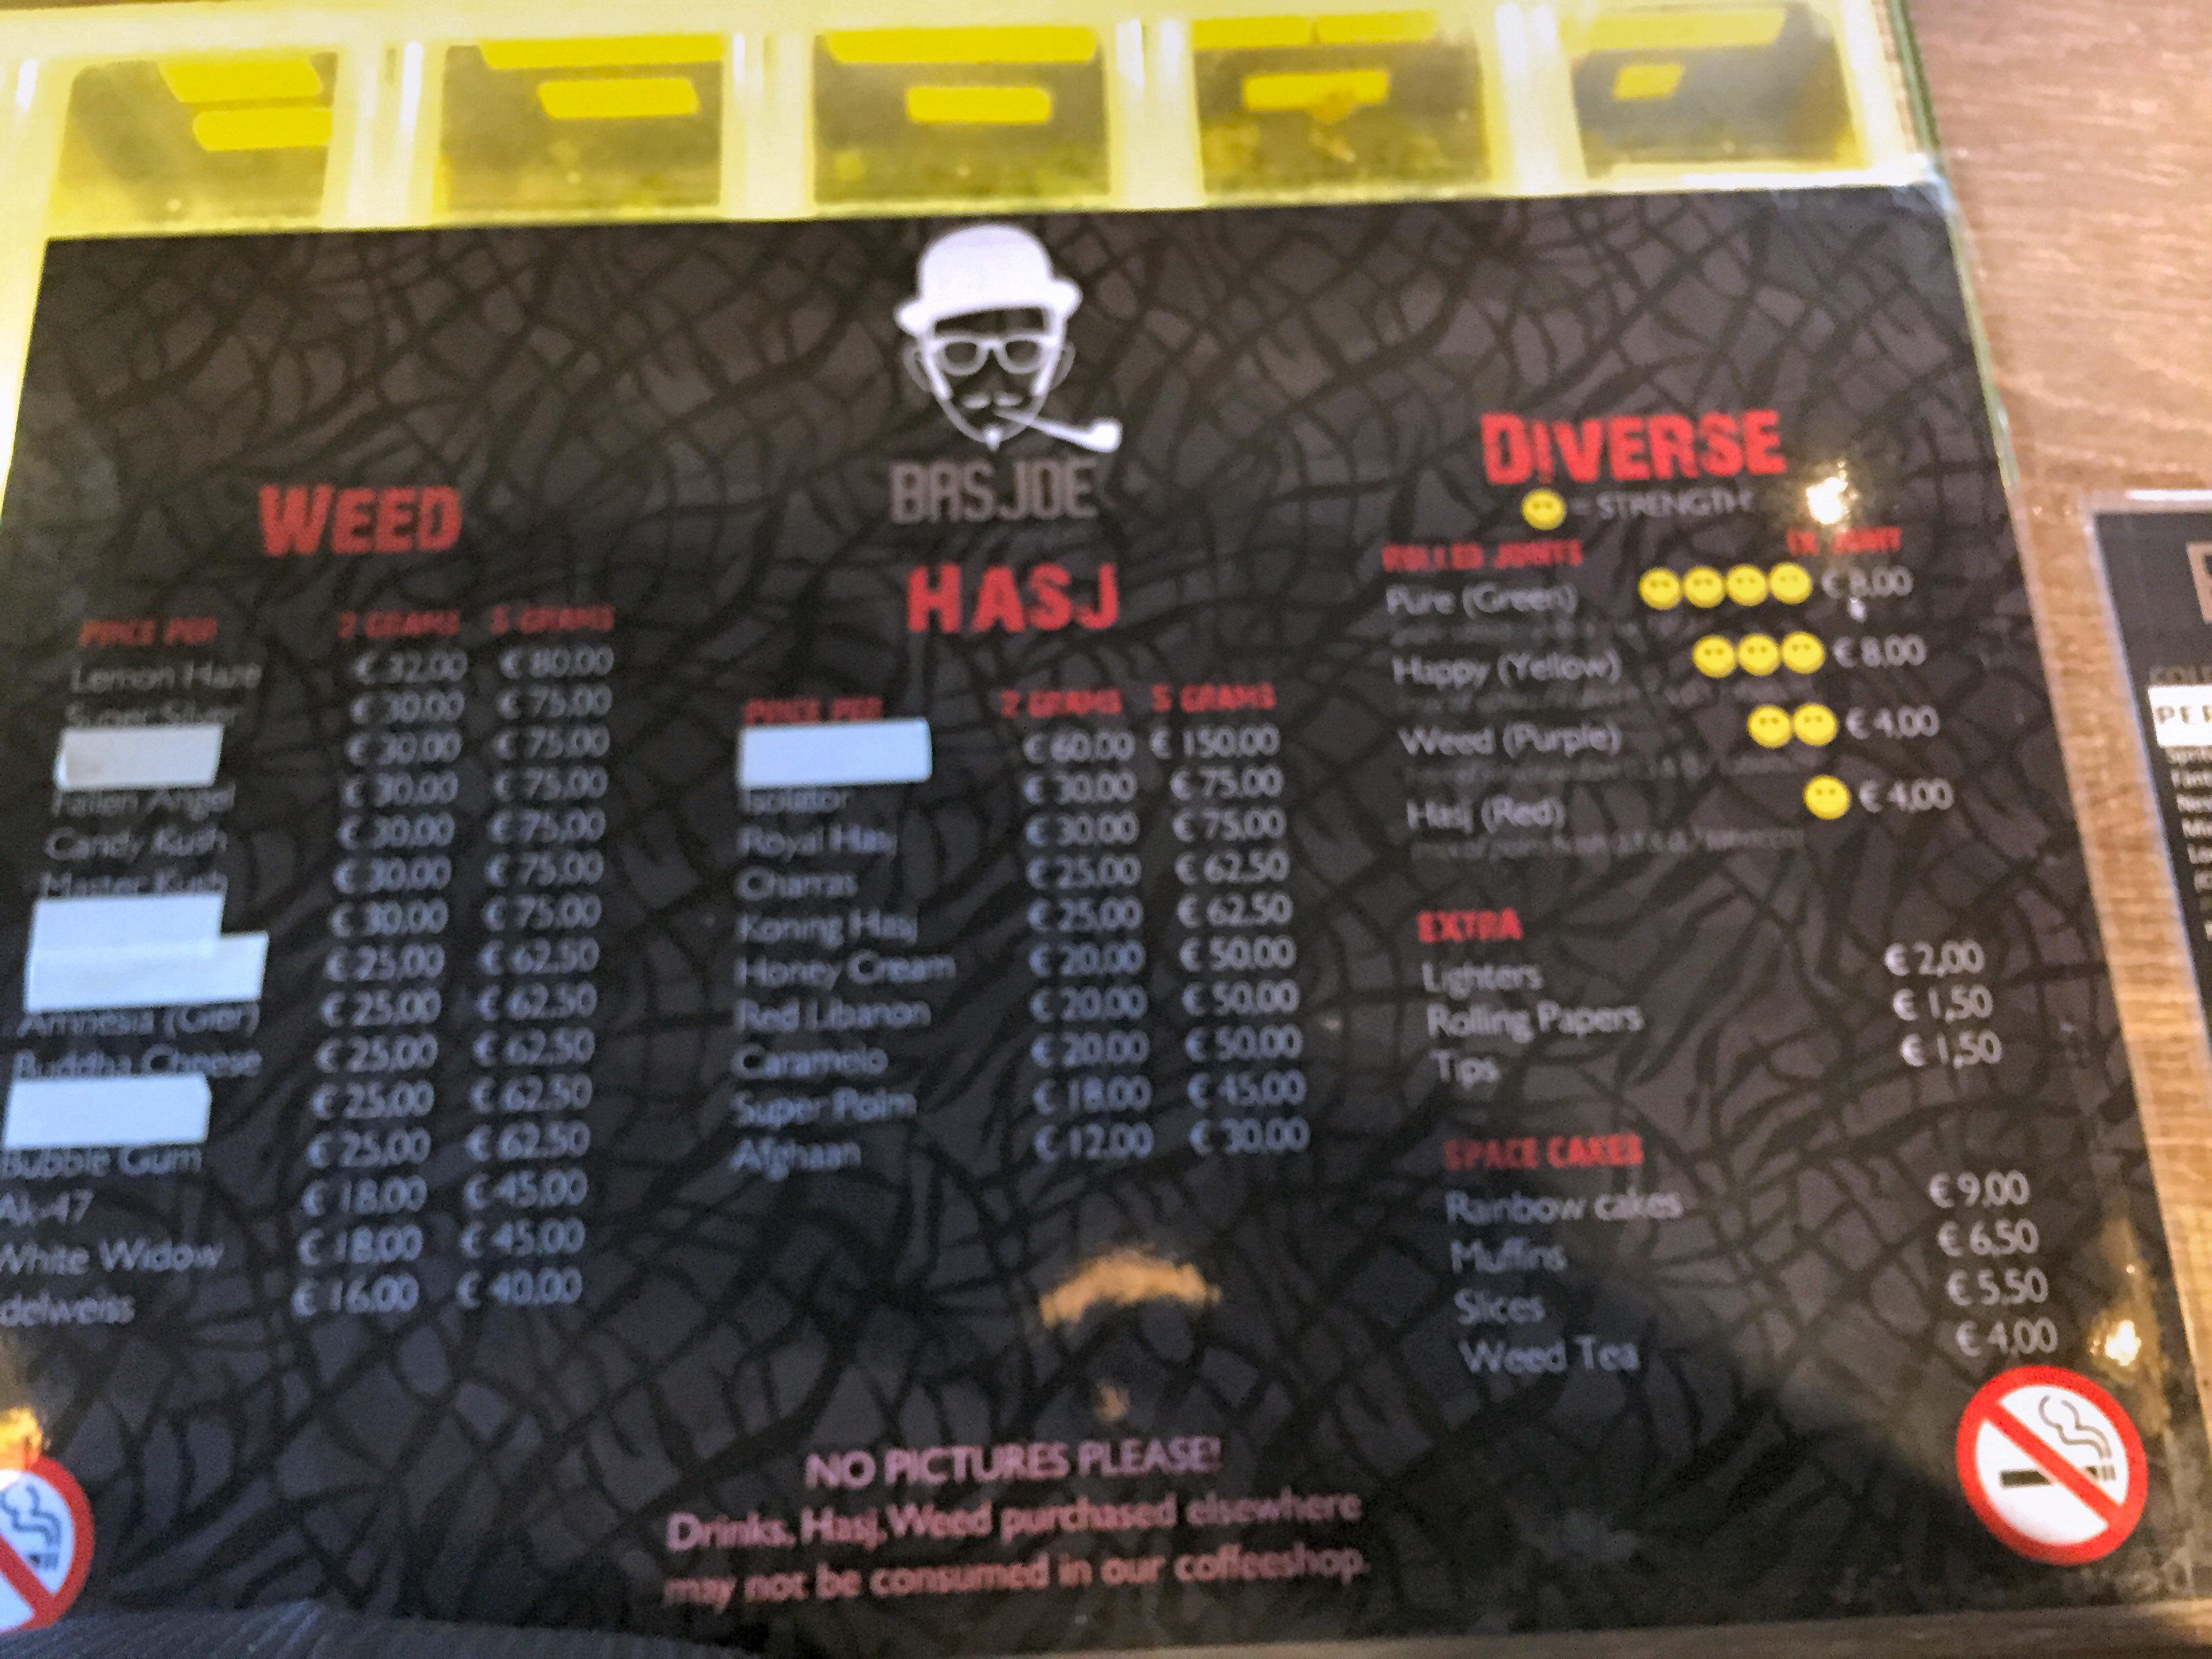 BASJOE
WEED
PRICE PER 2 GRAMS 5 GRAMS
Lemon Haze € 32.00 € 80.00
Super Silver € 30.00 € 75.00
€ 30.00 € 75.00
Fallen Angel € 30.00 € 75.00
Candy Kush € 30.00 € 75.00
Master Kush € 30.00 € 75.00
€ 30.00 € 75.00
€ 25.00 € 62.50
Amnesia (Gier) € 25.00 € 62.50
Buddha Cheese € 25.00 € 62.50
€ 25.00 € 62.50
Bubble Gum € 25.00 € 62.50
Ak-47 € 18.00 € 45.00
White Widow € 18.00 € 45.00
delweiss € 16.00 € 40.00
HASJ
PRICE PER 2 GRAMS 5 GRAMS
€ 60.00 € 150.00
Isolator € 30.00 € 75.00
Royal Hasj € 30.00 € 75.00
Charras € 25.00 € 62.50
Koning Hasj € 25.00 € 62.50
Honey Cream € 20.00 € 50.00
Red Libanon € 20.00 € 50.00
Caramelo € 20.00 € 50.00
Super Polm € 18.00 € 45.00
Afghaan € 12.00 € 30.00
DIVERSE
= STRENGTH
ROLLED JOINTS 1X JOINT
Pure (Green) € 8.00
Happy (Yellow) € 8.00
Weed (Purple) € 4,00
Hasj (Red) € 4,00
EXTRA
Lighters € 2,00
Rolling Papers € 1,50
Tips € 1,50
SPACE CAKES
Rainbow cakes € 9,00
Muffins € 6,50
Slices € 5,50
Weed Tea € 4,00
NO PICTURES PLEASE!
Drinks, Hasj, Weed purchased elsewhere
may not be consumed in our coffeeshop.